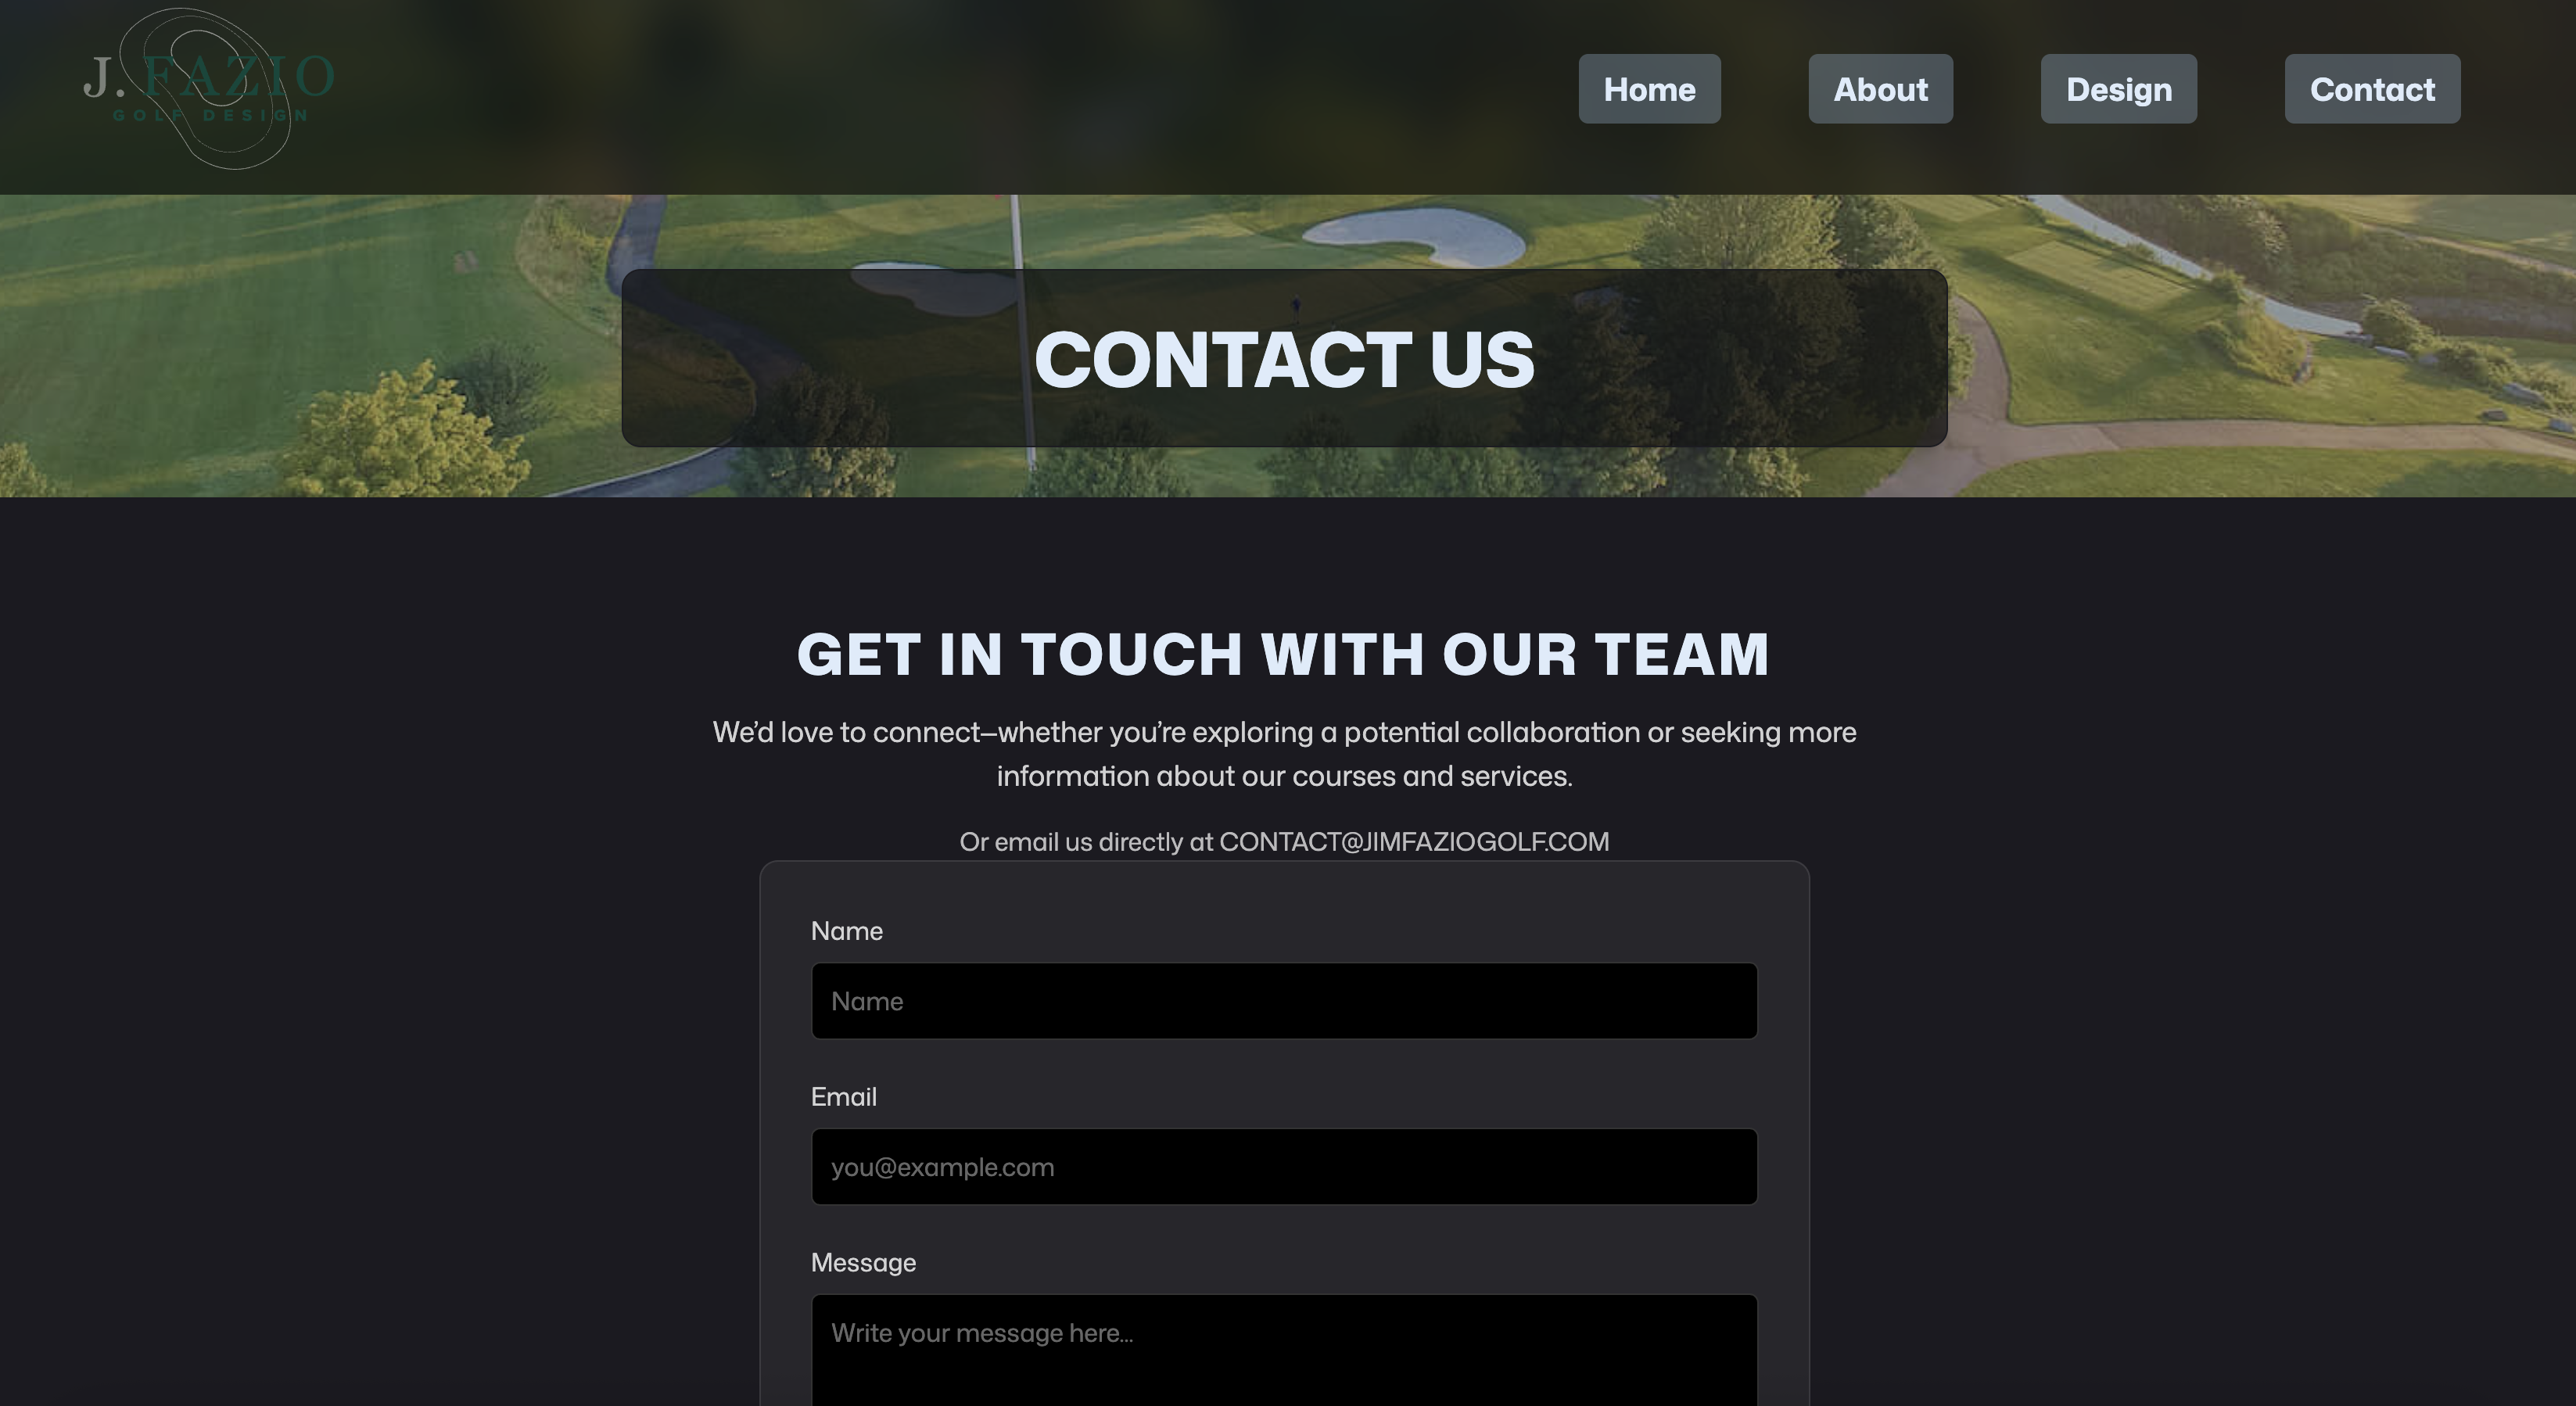 J. FAZIO
GOLF DESIGN
Home
About
Design
Contact
CONTACT US
GET IN TOUCH WITH OUR TEAM
We’d love to connect—whether you’re exploring a potential collaboration or seeking more
information about our courses and services.
Or email us directly at CONTACT@JIMFAZIOGOLF.COM
Name
Name
Email
you@example.com
Message
Write your message here...